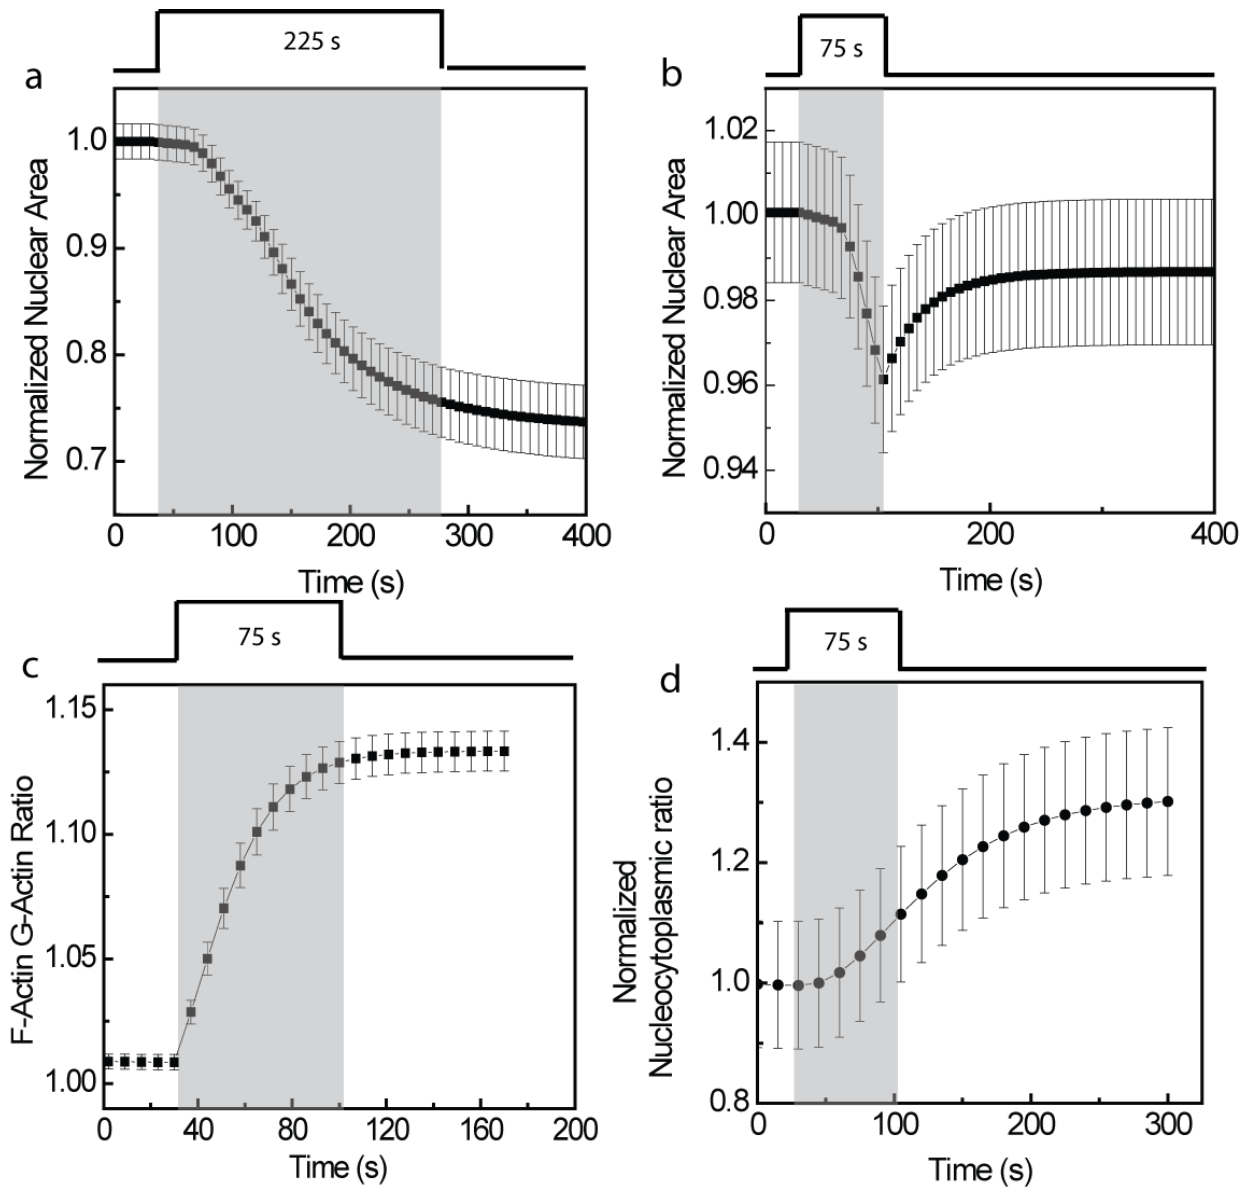 225 s
a
Normalized Nuclear Area
1.0
0.9
0.8
0.7
0 100 200 300 400
Time (s)
75 s
b
Normalized Nuclear Area
1.02
1.00
0.98
0.96
0.94
0 200 400
Time (s)
75 s
c
F-Actin G-Actin Ratio
1.15
1.10
1.05
1.00
0 40 80 120 160 200
Time (s)
75 s
d
Normalized
Nucleocytoplasmic ratio
1.4
1.2
1.0
0.8
0 100 200 300
Time (s)